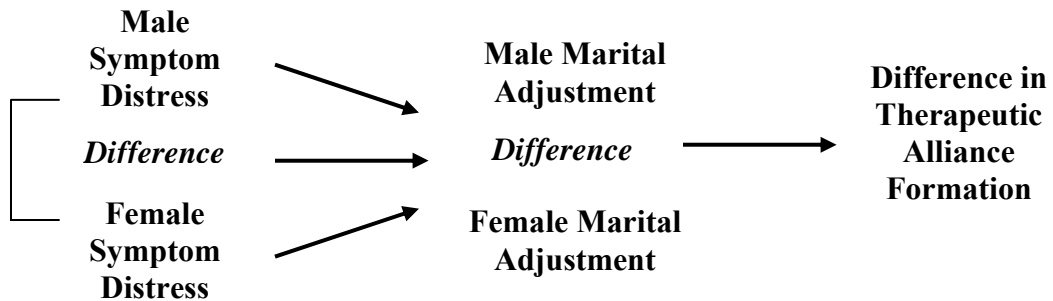 Male
Symptom
Distress
Difference
Female
Symptom
Distress
Male Marital
Adjustment
Difference
Female Marital
Adjustment
Difference in
Therapeutic
Alliance
Formation